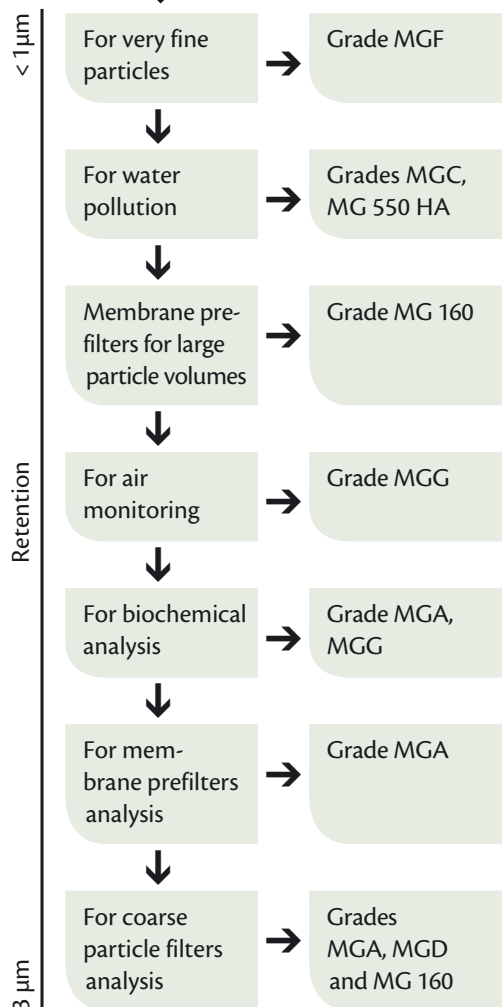 < 1µm
For very fine
particles
Grade MGF
For water
pollution
Grades MGC,
MG 550 HA
Membrane pre-
filters for large
particle volumes
Grade MG 160
Retention
For air
monitoring
Grade MGG
For biochemical
analysis
Grade MGA,
MGG
For mem-
brane prefilters
analysis
Grade MGA
For coarse
particle filters
analysis
Grades
MGA, MGD
and MG 160
µm